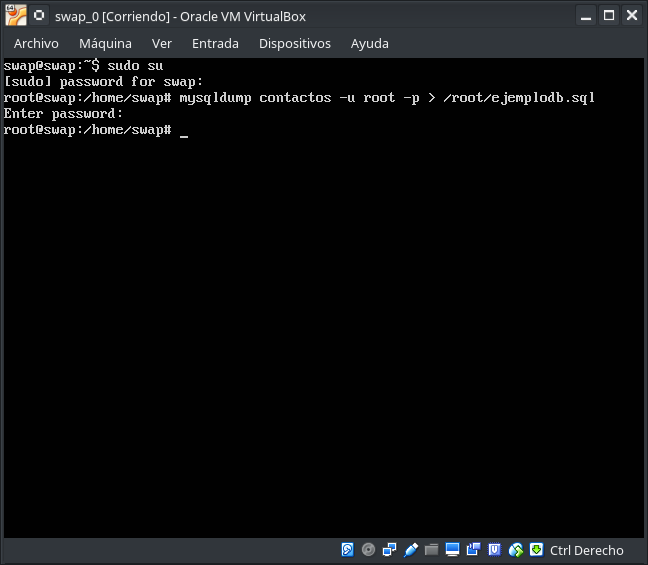 swap_0 [Corriendo] - Oracle VM VirtualBox
Archivo Máquina Ver Entrada Dispositivos Ayuda
swap@swap:~$ sudo su
[sudo] password for swap:
root@swap:/home/swap# mysqldump contactos -u root -p > /root/ejemplodb.sql
Enter password:
root@swap:/home/swap# _
Ctrl Derecho